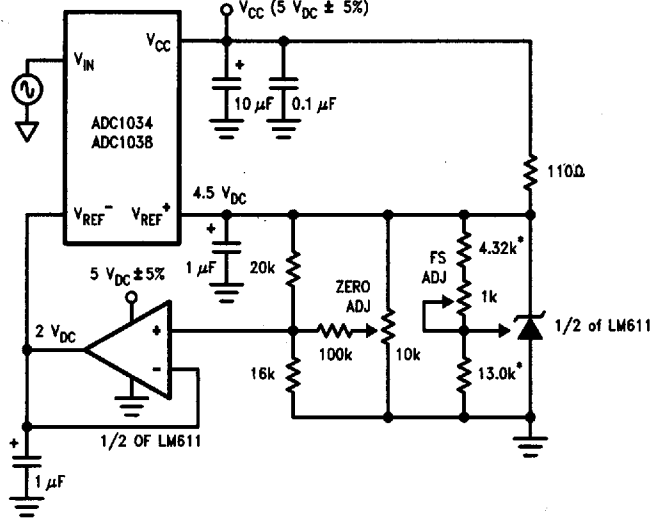 V_CC (5 V_DC ± 5%)
V_CC
V_IN
+
10 μF
0.1 μF
ADC1034
ADC1038
110Ω
4.5 V_DC
V_REF⁻
V_REF⁺
+
1 μF
20k
4.32k*
FS
ADJ
1k
5 V_DC ±5%
ZERO
ADJ
2 V_DC
+
-
100k
10k
1/2 of LM611
16k
13.0k*
1/2 OF LM611
+
1 μF